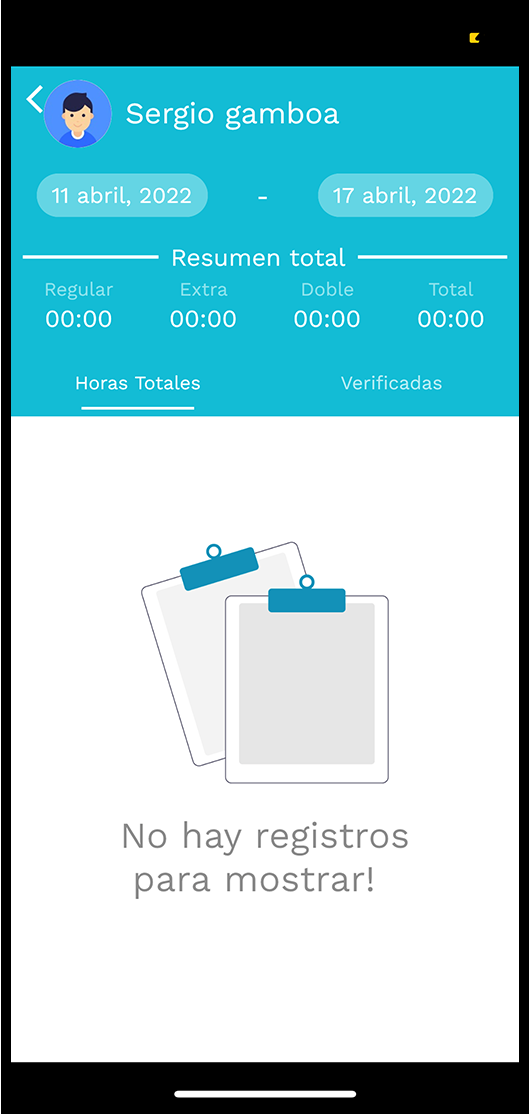 Sergio gamboa
11 abril, 2022 - 17 abril, 2022
Resumen total
Regular Extra Doble Total
00:00 00:00 00:00 00:00
Horas Totales Verificadas
No hay registros
para mostrar!